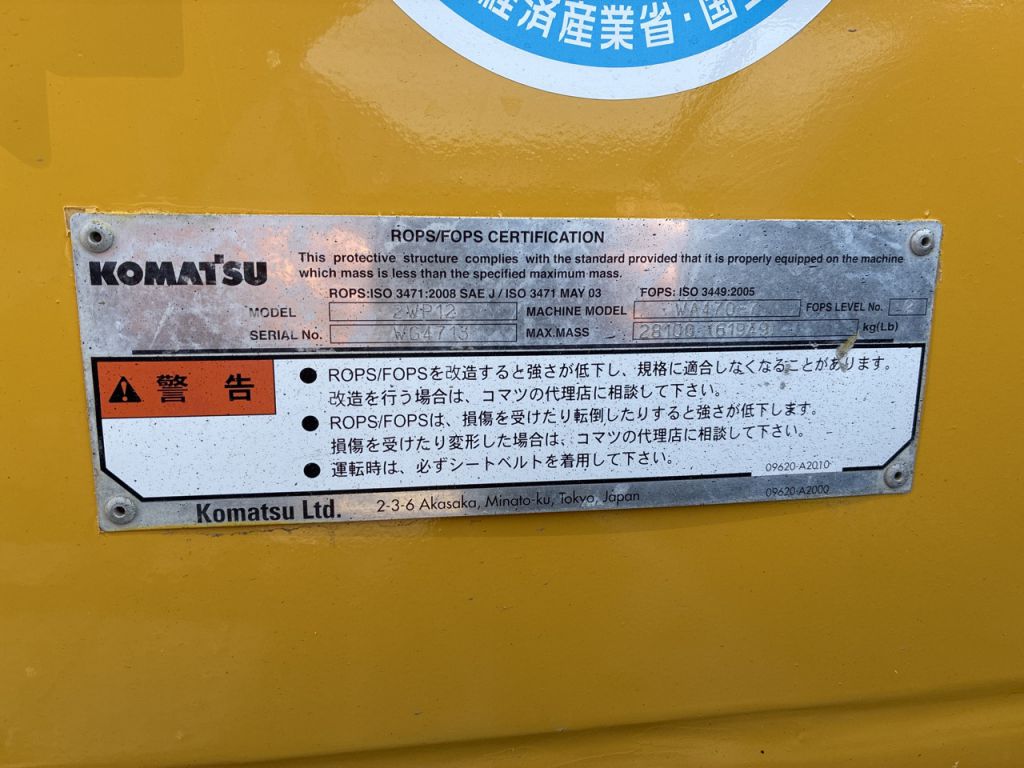 経済産業省・国
ROPS/FOPS CERTIFICATION
KOMATSU
This protective structure complies with the standard provided that it is properly equipped on the machine
which mass is less than the specified maximum mass.
ROPS:ISO 3471:2008 SAE J / ISO 3471 MAY 03 FOPS: ISO 3449:2005
MODEL 2WP12 MACHINE MODEL WA470-7 FOPS LEVEL No. 2
SERIAL No. WG4713 MAX.MASS 28100 (61949) kg(Lb)
警告
● ROPS/FOPSを改造すると強さが低下し、規格に適合しなくなることがあります。
改造を行う場合は、コマツの代理店に相談して下さい。
● ROPS/FOPSは、損傷を受けたり転倒したりすると強さが低下します。
損傷を受けたり変形した場合は、コマツの代理店に相談して下さい。
● 運転時は、必ずシートベルトを着用して下さい。
09620-A2010
Komatsu Ltd. 2-3-6 Akasaka, Minato-ku, Tokyo, Japan 09620-A2000